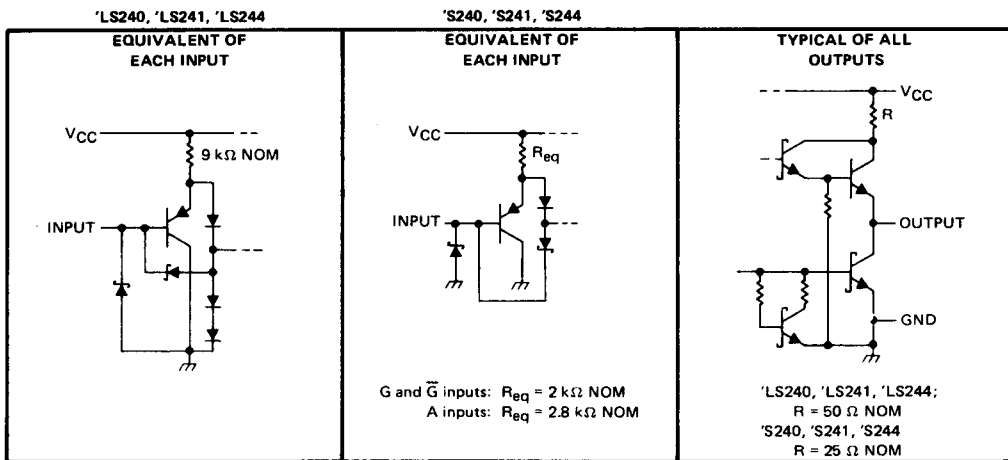 'LS240, 'LS241, 'LS244
EQUIVALENT OF
EACH INPUT
VCC
9 kΩ NOM
INPUT
'S240, 'S241, 'S244
EQUIVALENT OF
EACH INPUT
VCC
Req
INPUT
G and G̅ inputs: Req = 2 kΩ NOM
A inputs: Req = 2.8 kΩ NOM
TYPICAL OF ALL
OUTPUTS
VCC
R
OUTPUT
GND
'LS240, 'LS241, 'LS244;
R = 50 Ω NOM
'S240, 'S241, 'S244
R = 25 Ω NOM